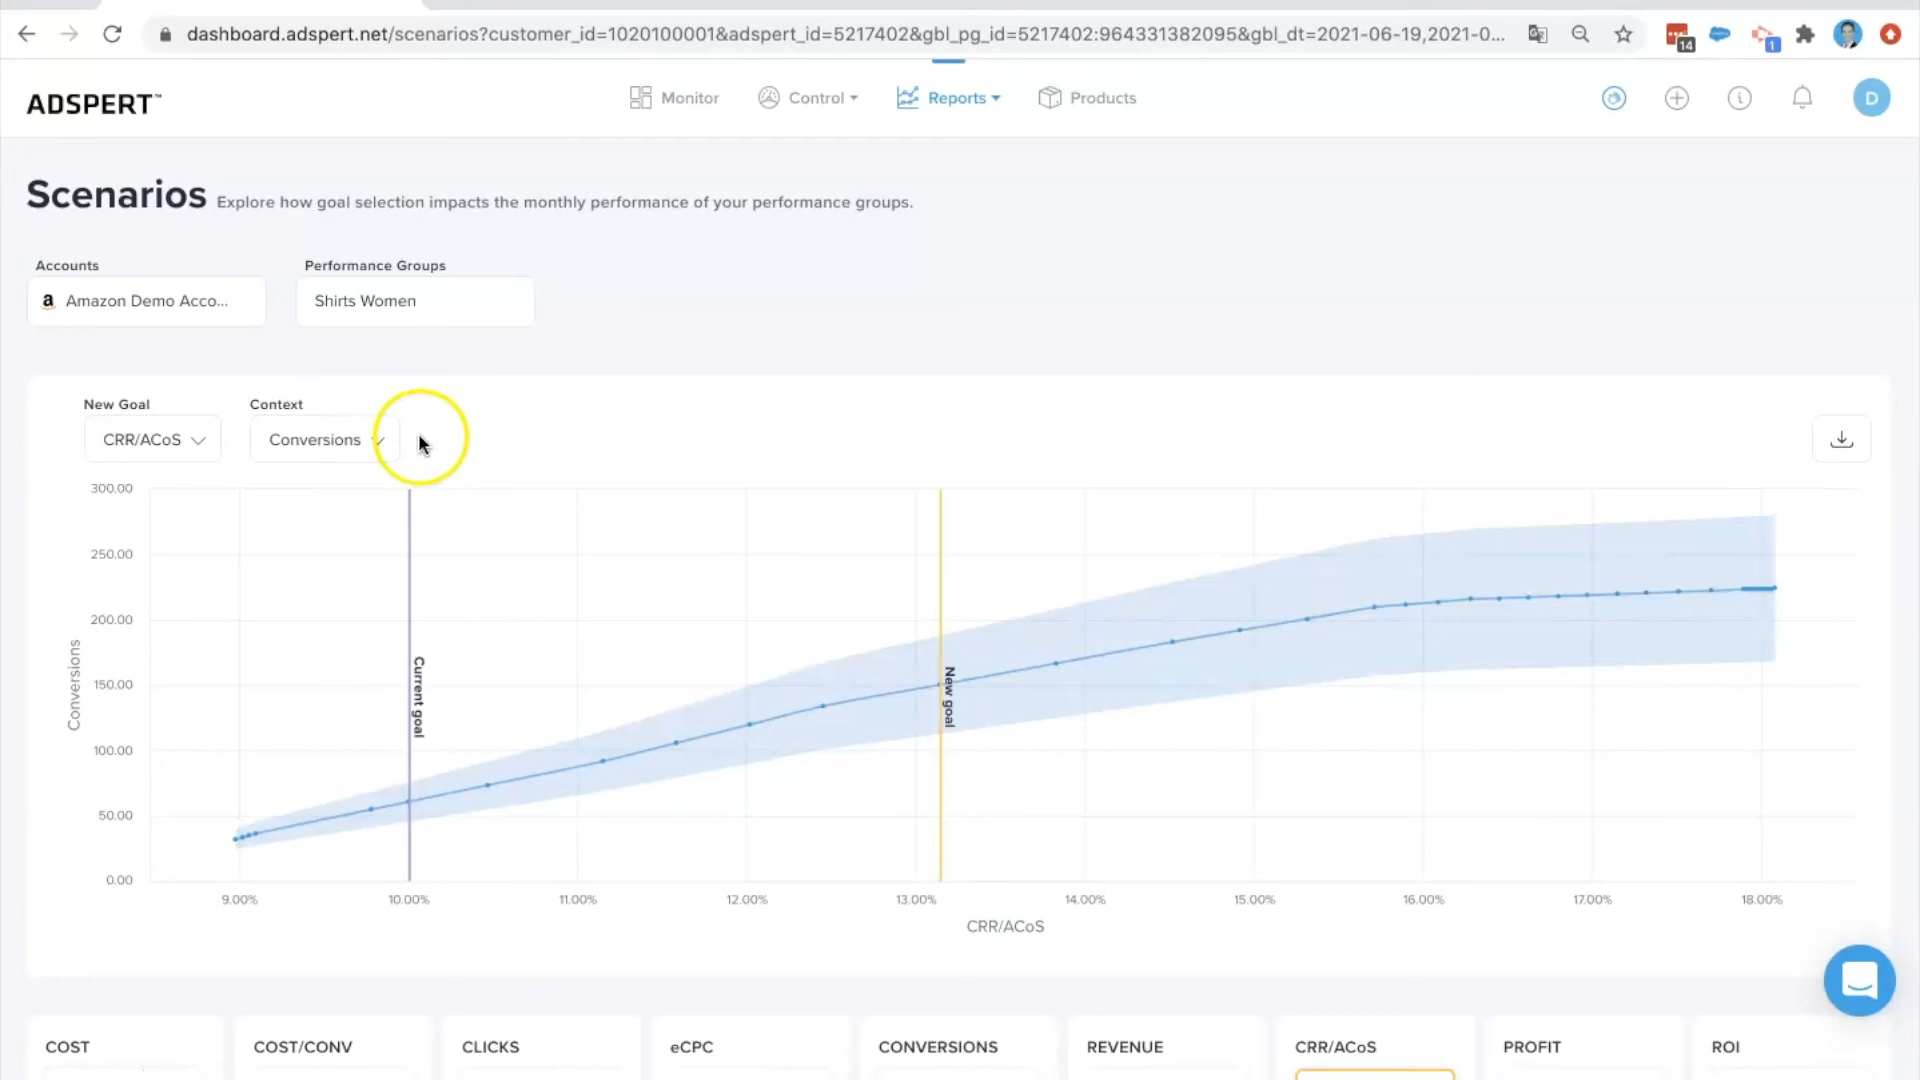 dashboard.adspert.net/scenarios?customer_id=1020100001&adspert_id=5217402&gbl_pg_id=5217402:964331382095&gbl_dt=2021-06-19,2021-0...
14
1
ADSPERT™
Monitor
Control
Reports
Products
D
Scenarios
Explore how goal selection impacts the monthly performance of your performance groups.
Accounts
Performance Groups
a Amazon Demo Acco...
Shirts Women
New Goal
Context
CRR/ACoS
Conversions
300.00
250.00
200.00
150.00
100.00
50.00
0.00
Conversions
Current goal
New goal
9.00%
10.00%
11.00%
12.00%
13.00%
14.00%
15.00%
16.00%
17.00%
18.00%
CRR/ACoS
COST
COST/CONV
CLICKS
eCPC
CONVERSIONS
REVENUE
CRR/ACoS
PROFIT
ROI